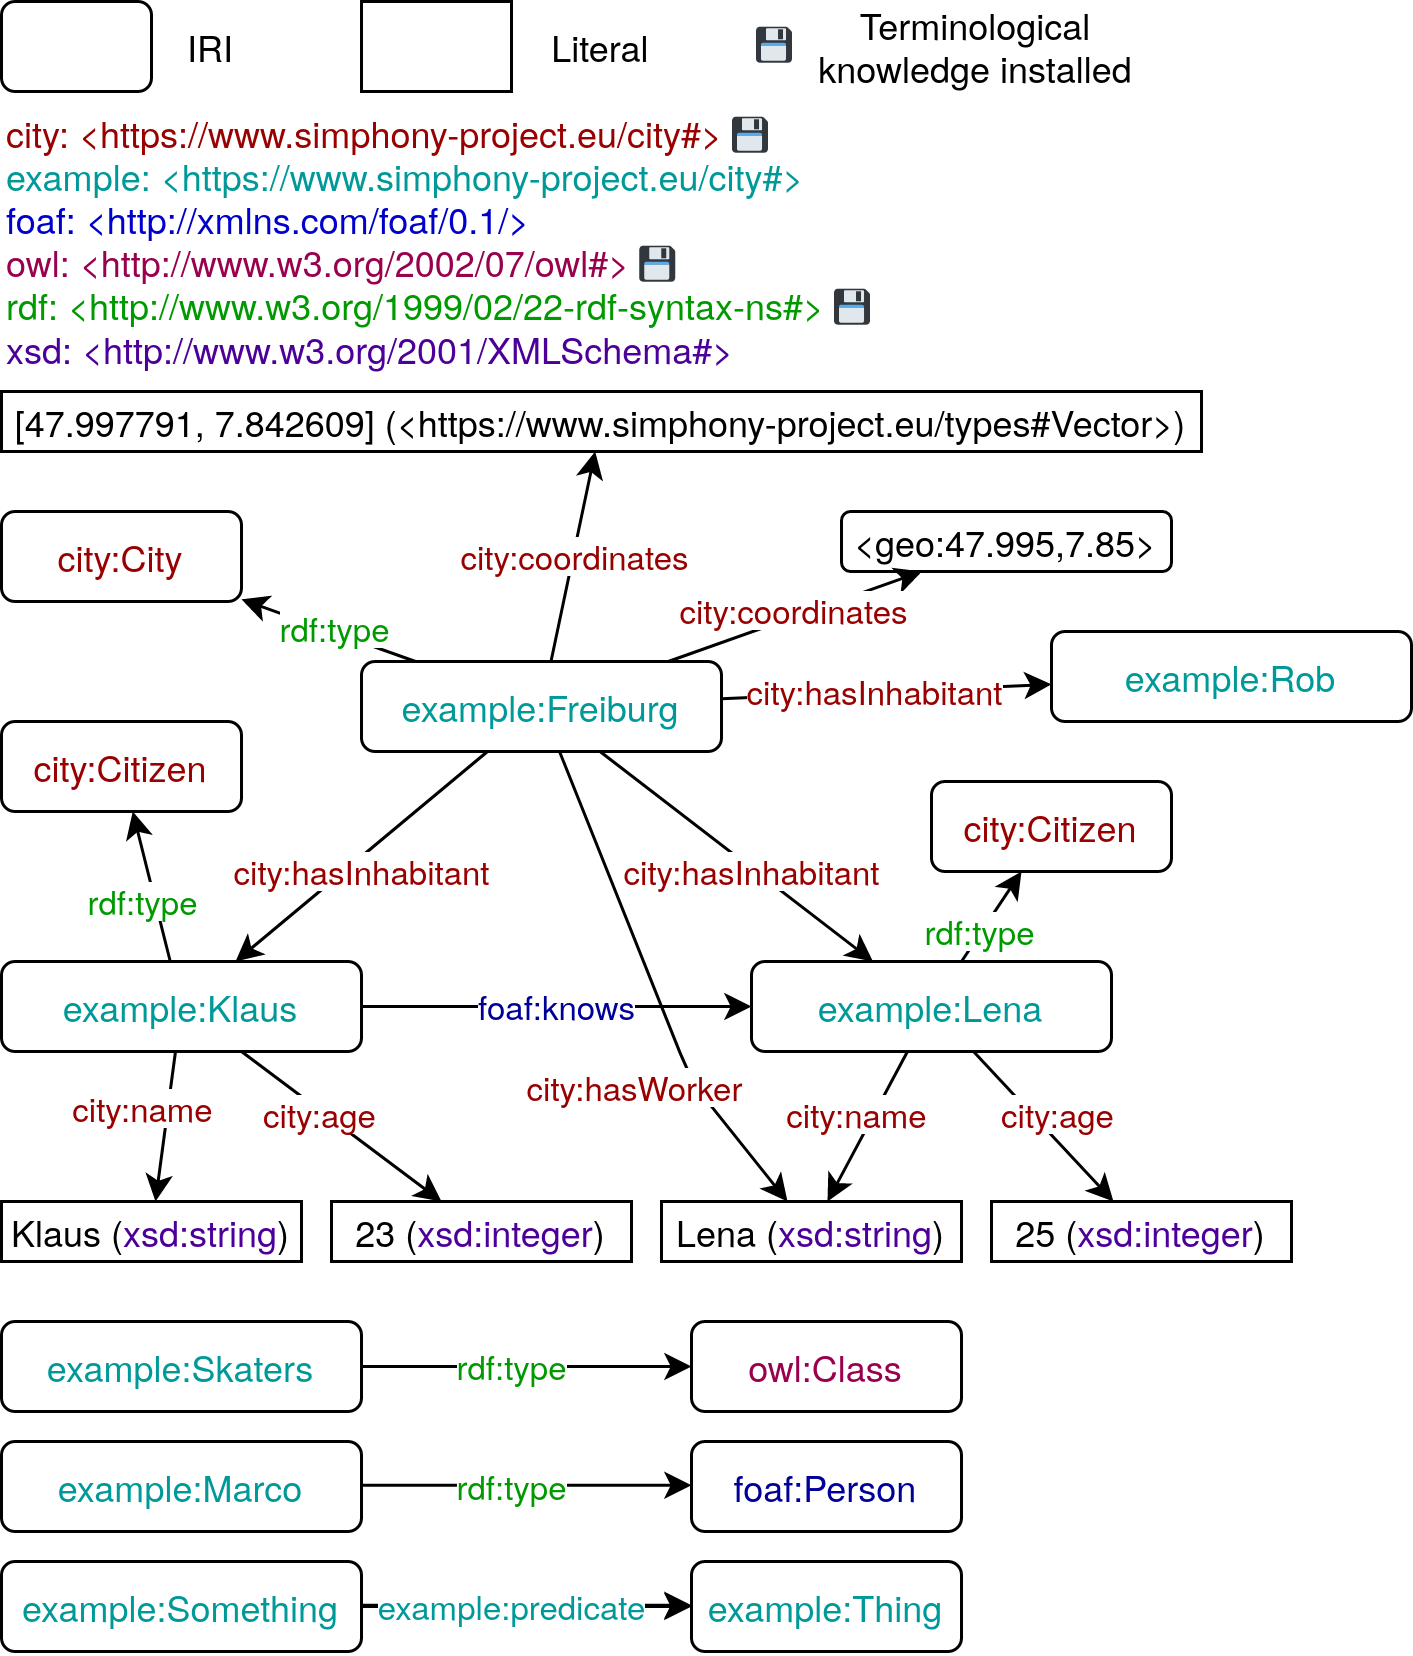 IRI
Literal
Terminological
knowledge installed
city: <https://www.simphony-project.eu/city#>
example: <https://www.simphony-project.eu/city#>
foaf: <http://xmlns.com/foaf/0.1/>
owl: <http://www.w3.org/2002/07/owl#>
rdf: <http://www.w3.org/1999/02/22-rdf-syntax-ns#>
xsd: <http://www.w3.org/2001/XMLSchema#>
[47.997791, 7.842609] (<https://www.simphony-project.eu/types#Vector>)
city:City
city:coordinates
<geo:47.995,7.85>
rdf:type
city:coordinates
example:Freiburg
city:hasInhabitant
example:Rob
city:Citizen
city:Citizen
city:hasInhabitant
city:hasInhabitant
rdf:type
rdf:type
example:Klaus
foaf:knows
example:Lena
city:name
city:age
city:hasWorker
city:name
city:age
Klaus (xsd:string)
23 (xsd:integer)
Lena (xsd:string)
25 (xsd:integer)
example:Skaters
rdf:type
owl:Class
example:Marco
rdf:type
foaf:Person
example:Something
example:predicate
example:Thing